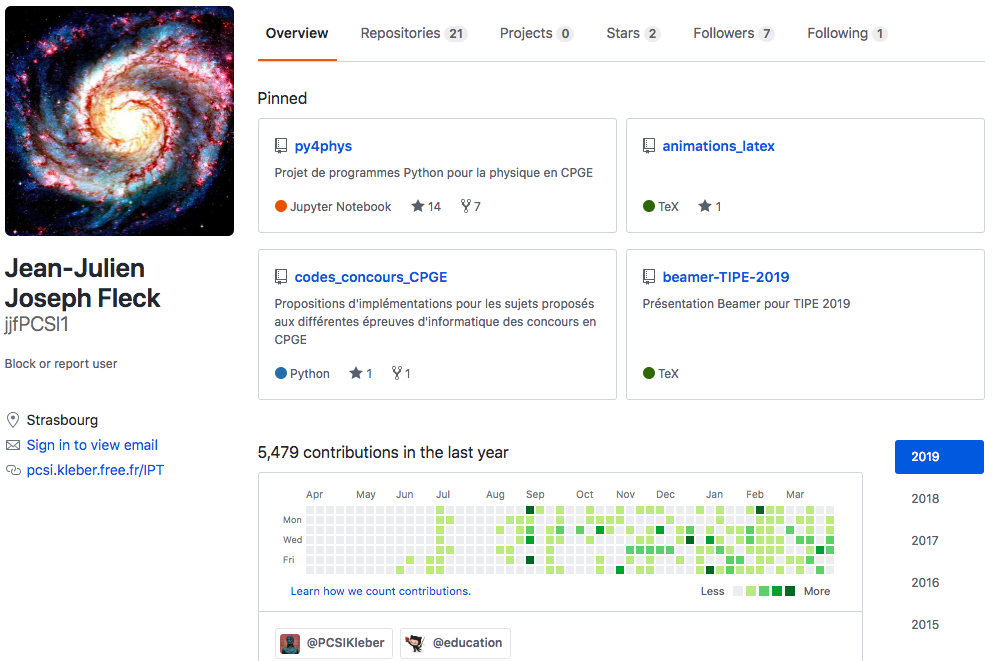 Overview Repositories 21 Projects 0 Stars 2 Followers 7 Following 1
Pinned
py4phys
Projet de programmes Python pour la physique en CPGE
Jupyter Notebook 14 7
animations_latex
TeX 1
codes_concours_CPGE
Propositions d'implémentations pour les sujets proposés
aux différentes épreuves d'informatique des concours en
CPGE
Python 1 1
beamer-TIPE-2019
Présentation Beamer pour TIPE 2019
TeX
Jean-Julien
Joseph Fleck
jjfPCSI1
Block or report user
Strasbourg
Sign in to view email
pcsi.kleber.free.fr/IPT
5,479 contributions in the last year
Apr May Jun Jul Aug Sep Oct Nov Dec Jan Feb Mar
Mon
Wed
Fri
Learn how we count contributions.
Less More
@PCSIKleber @education
2019
2018
2017
2016
2015